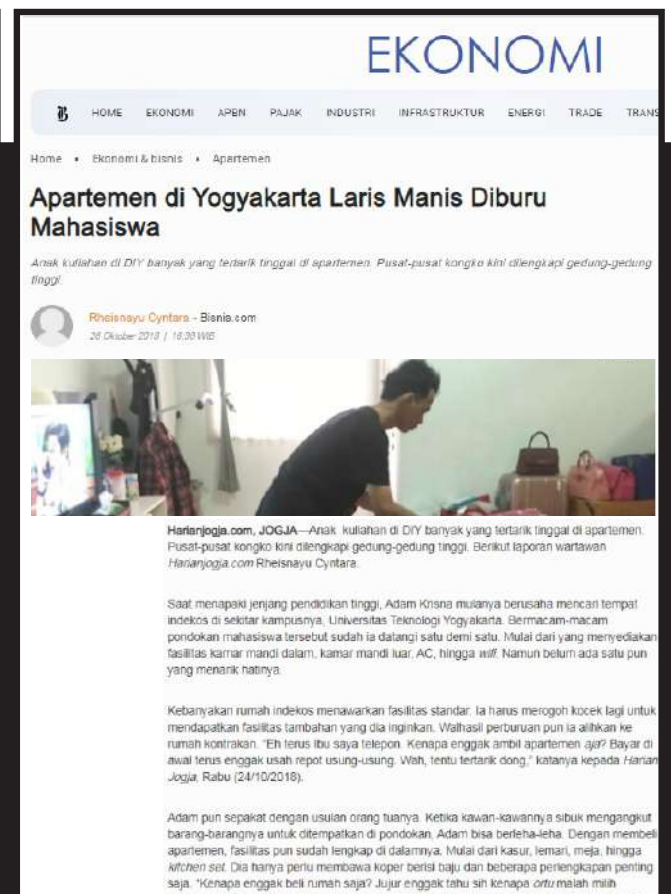 EKONOMI
HOME EKONOMI APBN PAJAK INDUSTRI INFRASTRUKTUR ENERGI TRADE TRANS
Home • Ekonomi & bisnis • Apartemen
Apartemen di Yogyakarta Laris Manis Diburu
Mahasiswa
Anak kuliahan di DIY banyak yang tertarik tinggal di apartemen. Pusat-pusat kongko kini dilengkapi gedung-gedung
tinggi.
Rheisnayu Cyntara - Bisnis.com
26 Oktober 2018 | 16:36 WIB
Harianjogja.com, JOGJA—Anak kuliahan di DIY banyak yang tertarik tinggal di apartemen.
Pusat-pusat kongko kini dilengkapi gedung-gedung tinggi. Berikut laporan wartawan
Harianjogja.com Rheisnayu Cyntara.
Saat menapaki jenjang pendidikan tinggi, Adam Krisna mulanya berusaha mencari tempat
indekos di sekitar kampusnya, Universitas Teknologi Yogyakarta. Bermacam-macam
pondokan mahasiswa tersebut sudah ia datangi satu demi satu. Mulai dari yang menyediakan
fasilitas kamar mandi dalam, kamar mandi luar, AC, hingga wifi. Namun belum ada satu pun
yang menarik hatinya.
Kebanyakan rumah indekos menawarkan fasilitas standar. Ia harus merogoh kocek lagi untuk
mendapatkan fasilitas tambahan yang dia inginkan. Walhasil perburuan pun ia alihkan ke
rumah kontrakan. "Eh terus Ibu saya telepon. Kenapa enggak ambil apartemen aja? Bayar di
awal terus enggak usah repot usung-usung. Wah, tentu tertarik dong," katanya kepada Harian
Jogja, Rabu (24/10/2018).
Adam pun sepakat dengan usulan orang tuanya. Ketika kawan-kawannya sibuk mengangkut
barang-barangnya untuk ditempatkan di pondokan, Adam bisa berleha-leha. Dengan membeli
apartemen, fasilitas pun sudah lengkap di dalamnya. Mulai dari kasur, lemari, meja, hingga
kitchen set. Dia hanya perlu membawa koper berisi baju dan beberapa perlengkapan penting
saja. "Kenapa enggak beli rumah saja? Jujur enggak tahu sih kenapa ortu malah milih